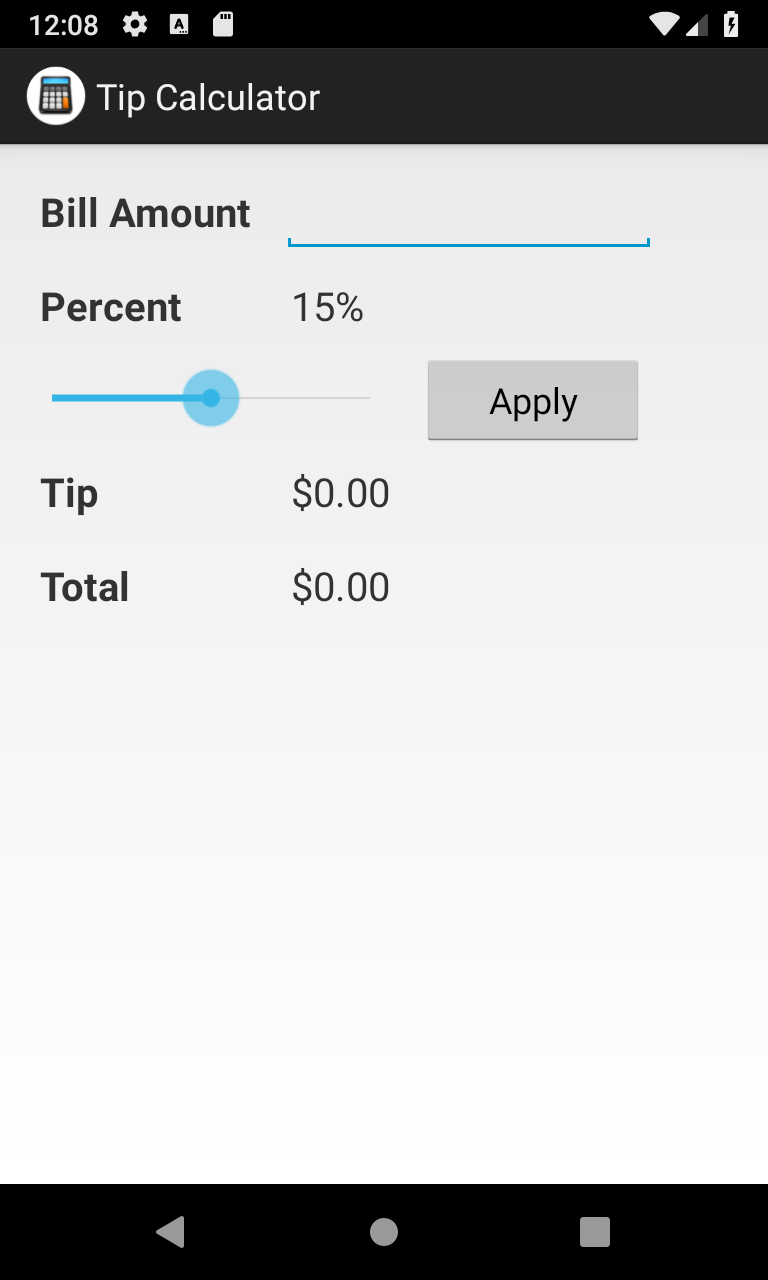 12:08
Tip Calculator
Bill Amount
Percent 15%
Apply
Tip $0.00
Total $0.00